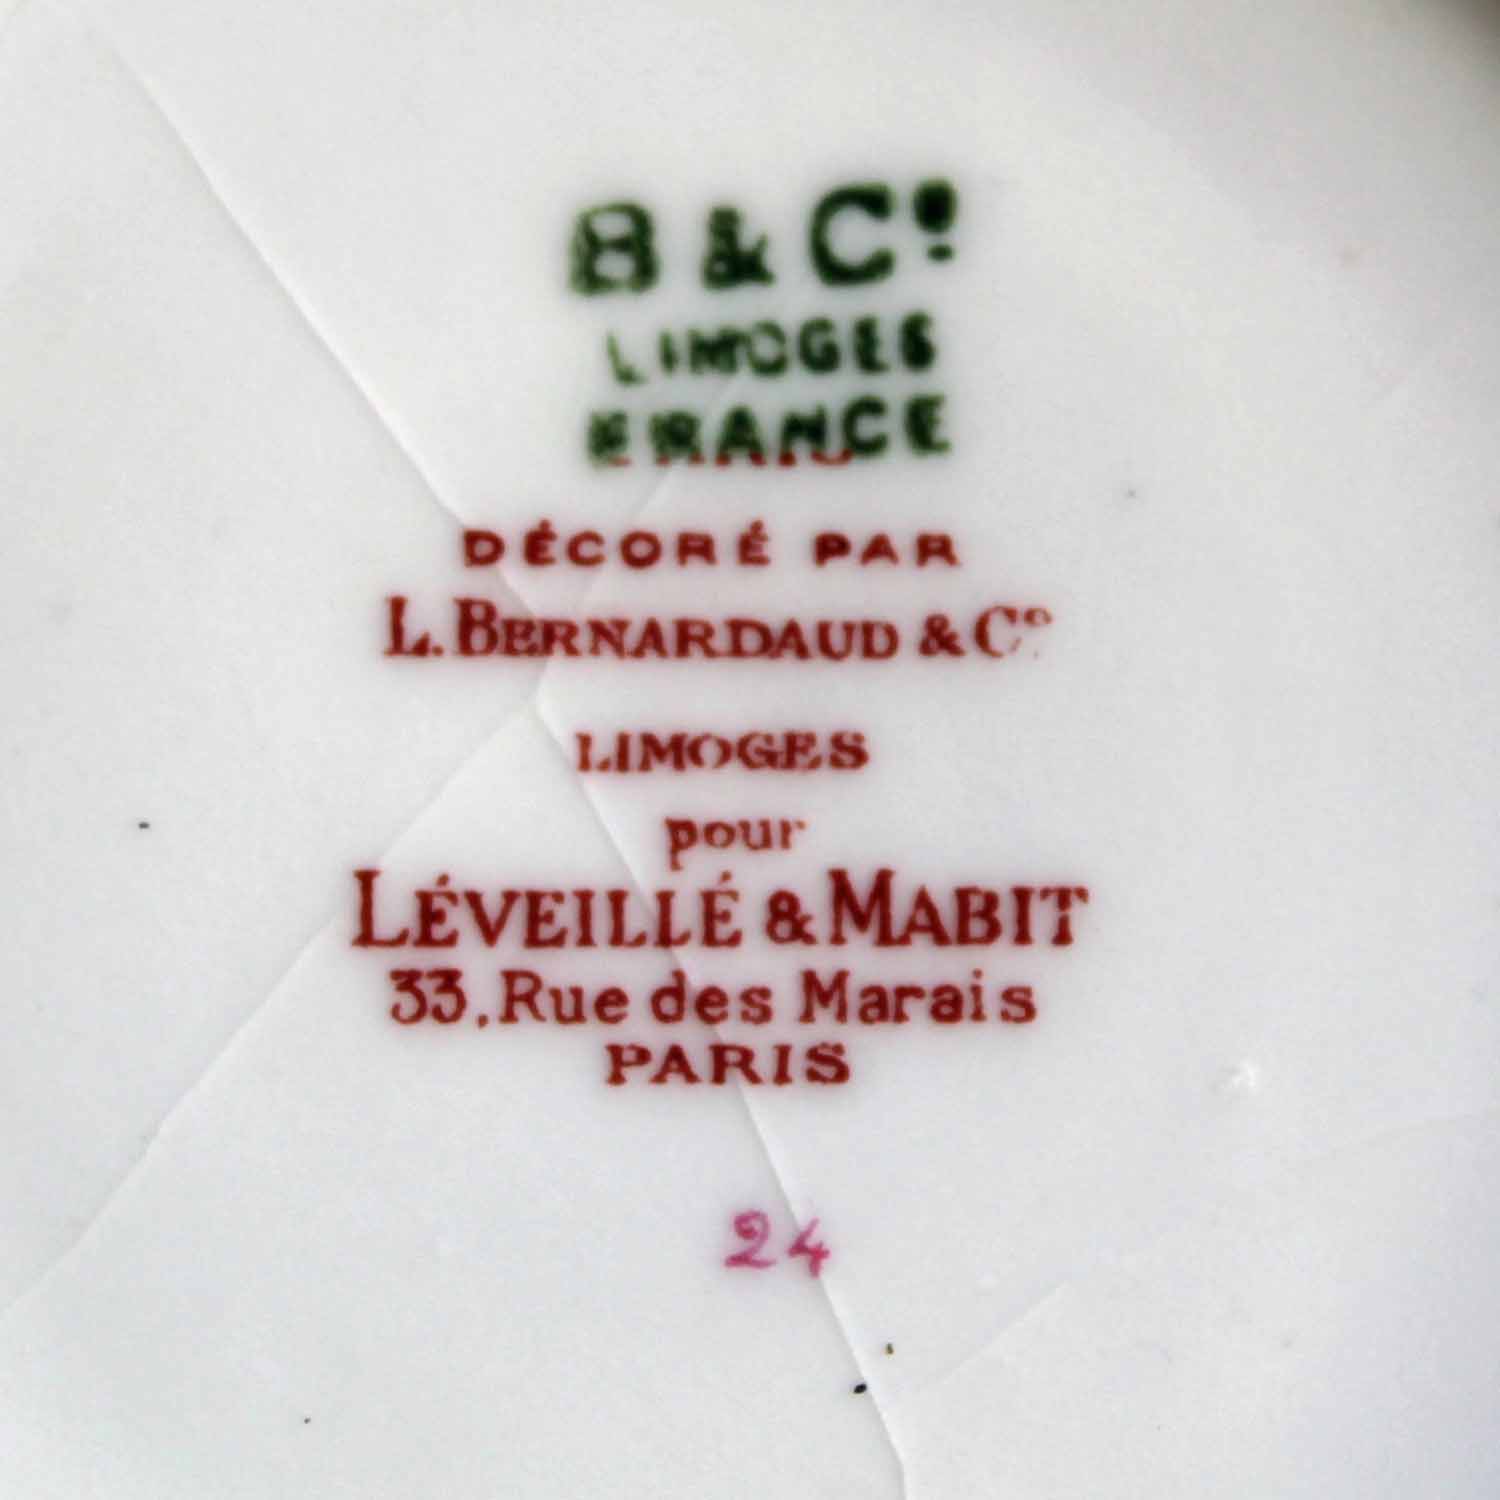 B & Cº
LIMOGES
FRANCE
DÉCORÉ PAR
L. BERNARDAUD & Cº
LIMOGES
pour
LÉVEILLÉ & MABIT
33, Rue des Marais
PARIS
24